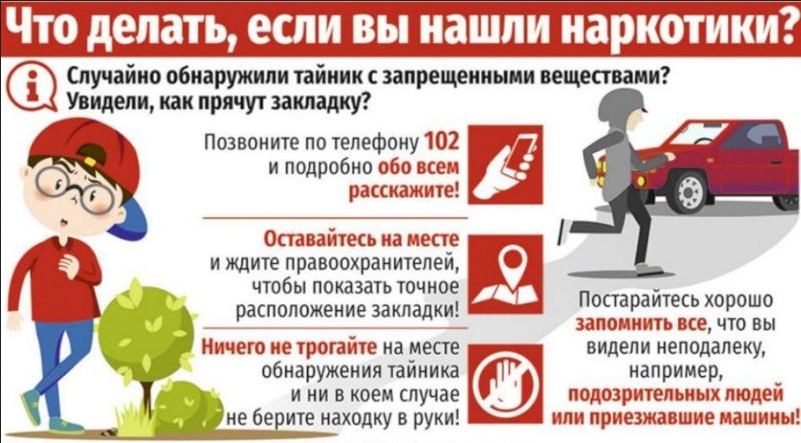 Что делать, если вы нашли наркотики?
Случайно обнаружили тайник с запрещенными веществами?
Увидели, как прячут закладку?
Позвоните по телефону 102
и подробно обо всем
расскажите!
Оставайтесь на месте
и ждите правоохранителей,
чтобы показать точное
расположение закладки!
Ничего не трогайте на месте
обнаружения тайника
и ни в коем случае
не берите находку в руки!
Постарайтесь хорошо
запомнить все, что вы
видели неподалеку,
например,
подозрительных людей
или приезжавшие машины!